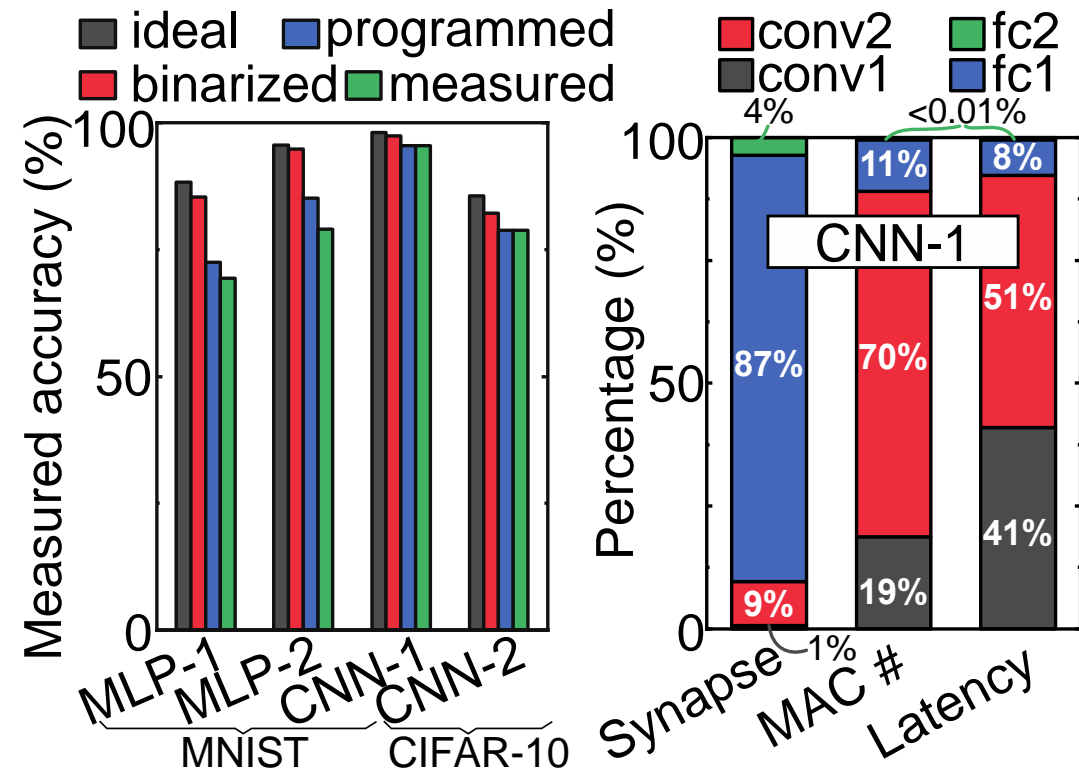 ideal programmed
binarized measured
Measured accuracy (%)
100
50
0
MLP-1 MLP-2 CNN-1 CNN-2
MNIST CIFAR-10
conv2 fc2
conv1 fc1
4% <0.01%
Percentage (%)
100
50
0
11% 8%
CNN-1
51%
87% 70%
41%
9% 19%
1%
Synapse MAC # Latency